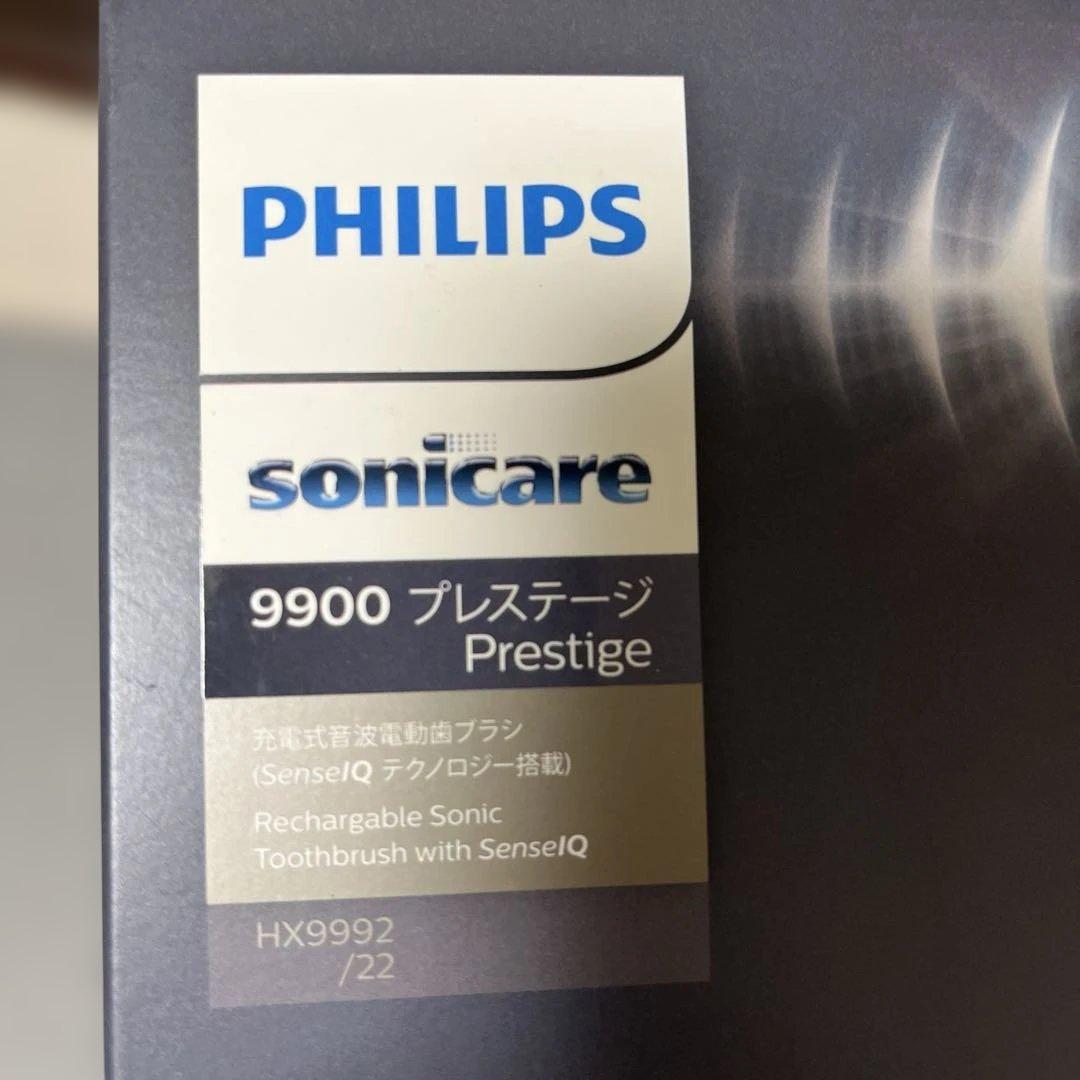 PHILIPS
sonicare
9900 プレステージ
Prestige
充電式音波電動歯ブラシ
(SenseIQ テクノロジー搭載)
Rechargable Sonic
Toothbrush with SenseIQ
HX9992
/22